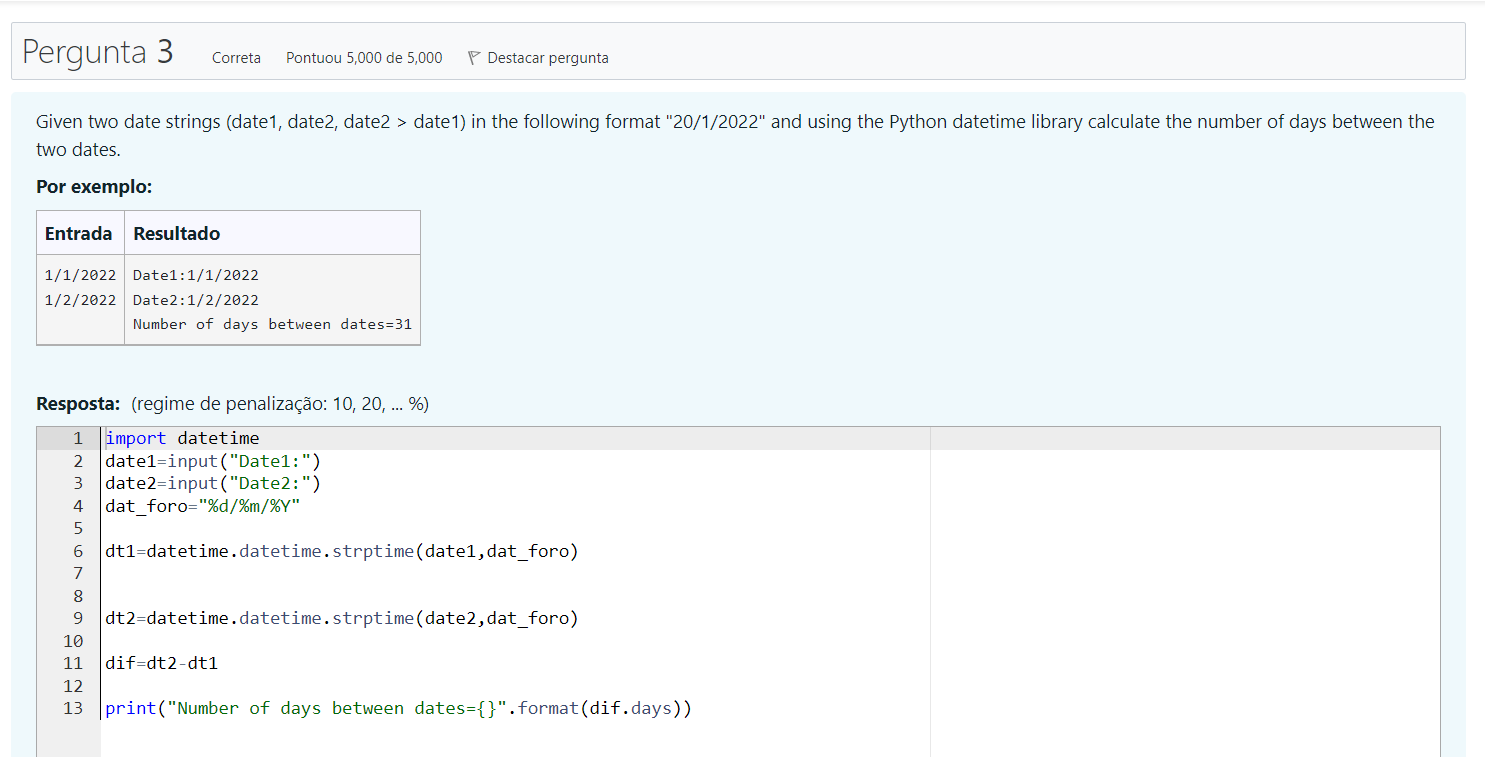 Pergunta 3 Correta Pontuou 5,000 de 5,000 Destacar pergunta
Given two date strings (date1, date2, date2 > date1) in the following format "20/1/2022" and using the Python datetime library calculate the number of days between the
two dates.
Por exemplo:
Entrada Resultado
1/1/2022 Date1:1/1/2022
1/2/2022 Date2:1/2/2022
Number of days between dates=31
Resposta: (regime de penalização: 10, 20, ... %)
1 import datetime
2 date1=input("Date1:")
3 date2=input("Date2:")
4 dat_foro="%d/%m/%Y"
5
6 dt1=datetime.datetime.strptime(date1,dat_foro)
7
8
9 dt2=datetime.datetime.strptime(date2,dat_foro)
10
11 dif=dt2-dt1
12
13 print("Number of days between dates={}".format(dif.days))